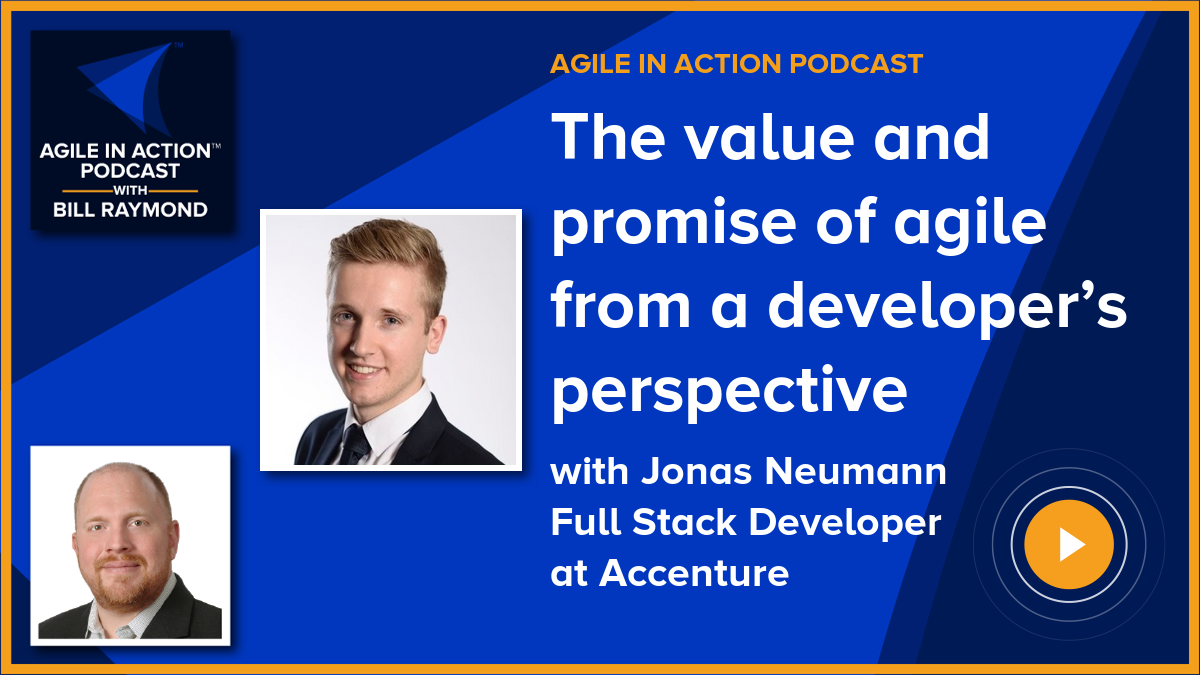 AGILE IN ACTION™
PODCAST
WITH
BILL RAYMOND
AGILE IN ACTION PODCAST
The value and
promise of agile
from a developer’s
perspective
with Jonas Neumann
Full Stack Developer
at Accenture
TM